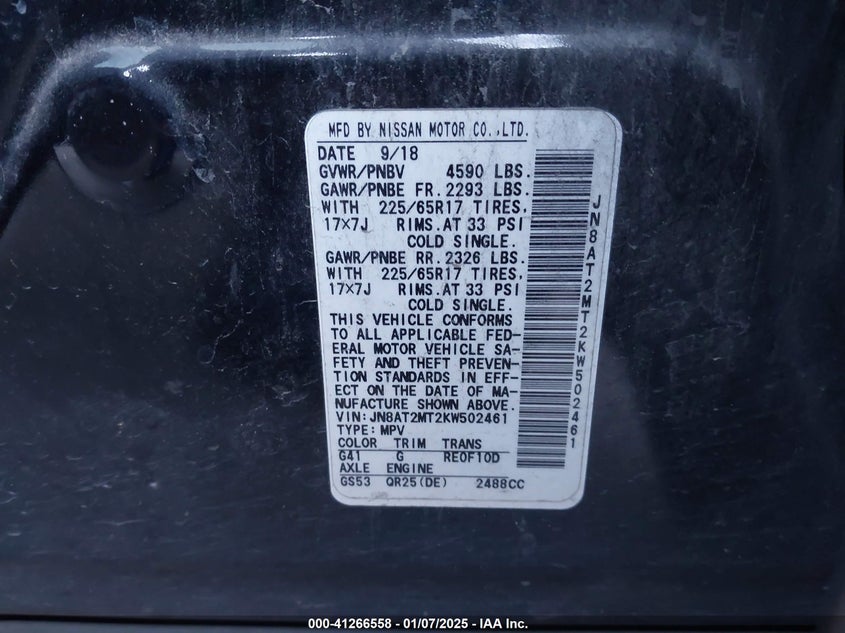 MFD BY NISSAN MOTOR CO.,LTD.
DATE 9/18
GVWR/PNBV 4590 LBS.
GAWR/PNBE FR. 2293 LBS.
WITH 225/65R17 TIRES,
17×7J RIMS.AT 33 PSI
COLD SINGLE.
GAWR/PNBE RR. 2326 LBS.
WITH 225/65R17 TIRES,
17×7J RIMS.AT 33 PSI
COLD SINGLE.
THIS VEHICLE CONFORMS
TO ALL APPLICABLE FED-
ERAL MOTOR VEHICLE SA-
FETY AND THEFT PREVEN-
TION STANDARDS IN EFF-
ECT ON THE DATE OF MA-
NUFACTURE SHOWN ABOVE.
VIN:JN8AT2MT2KW502461
TYPE:MPV
COLOR TRIM TRANS
G41 G RE0F10D
AXLE ENGINE
GS53 QR25(DE) 2488CC
JN8AT2MT2KW502461
000-41266558 - 01/07/2025 - IAA Inc.